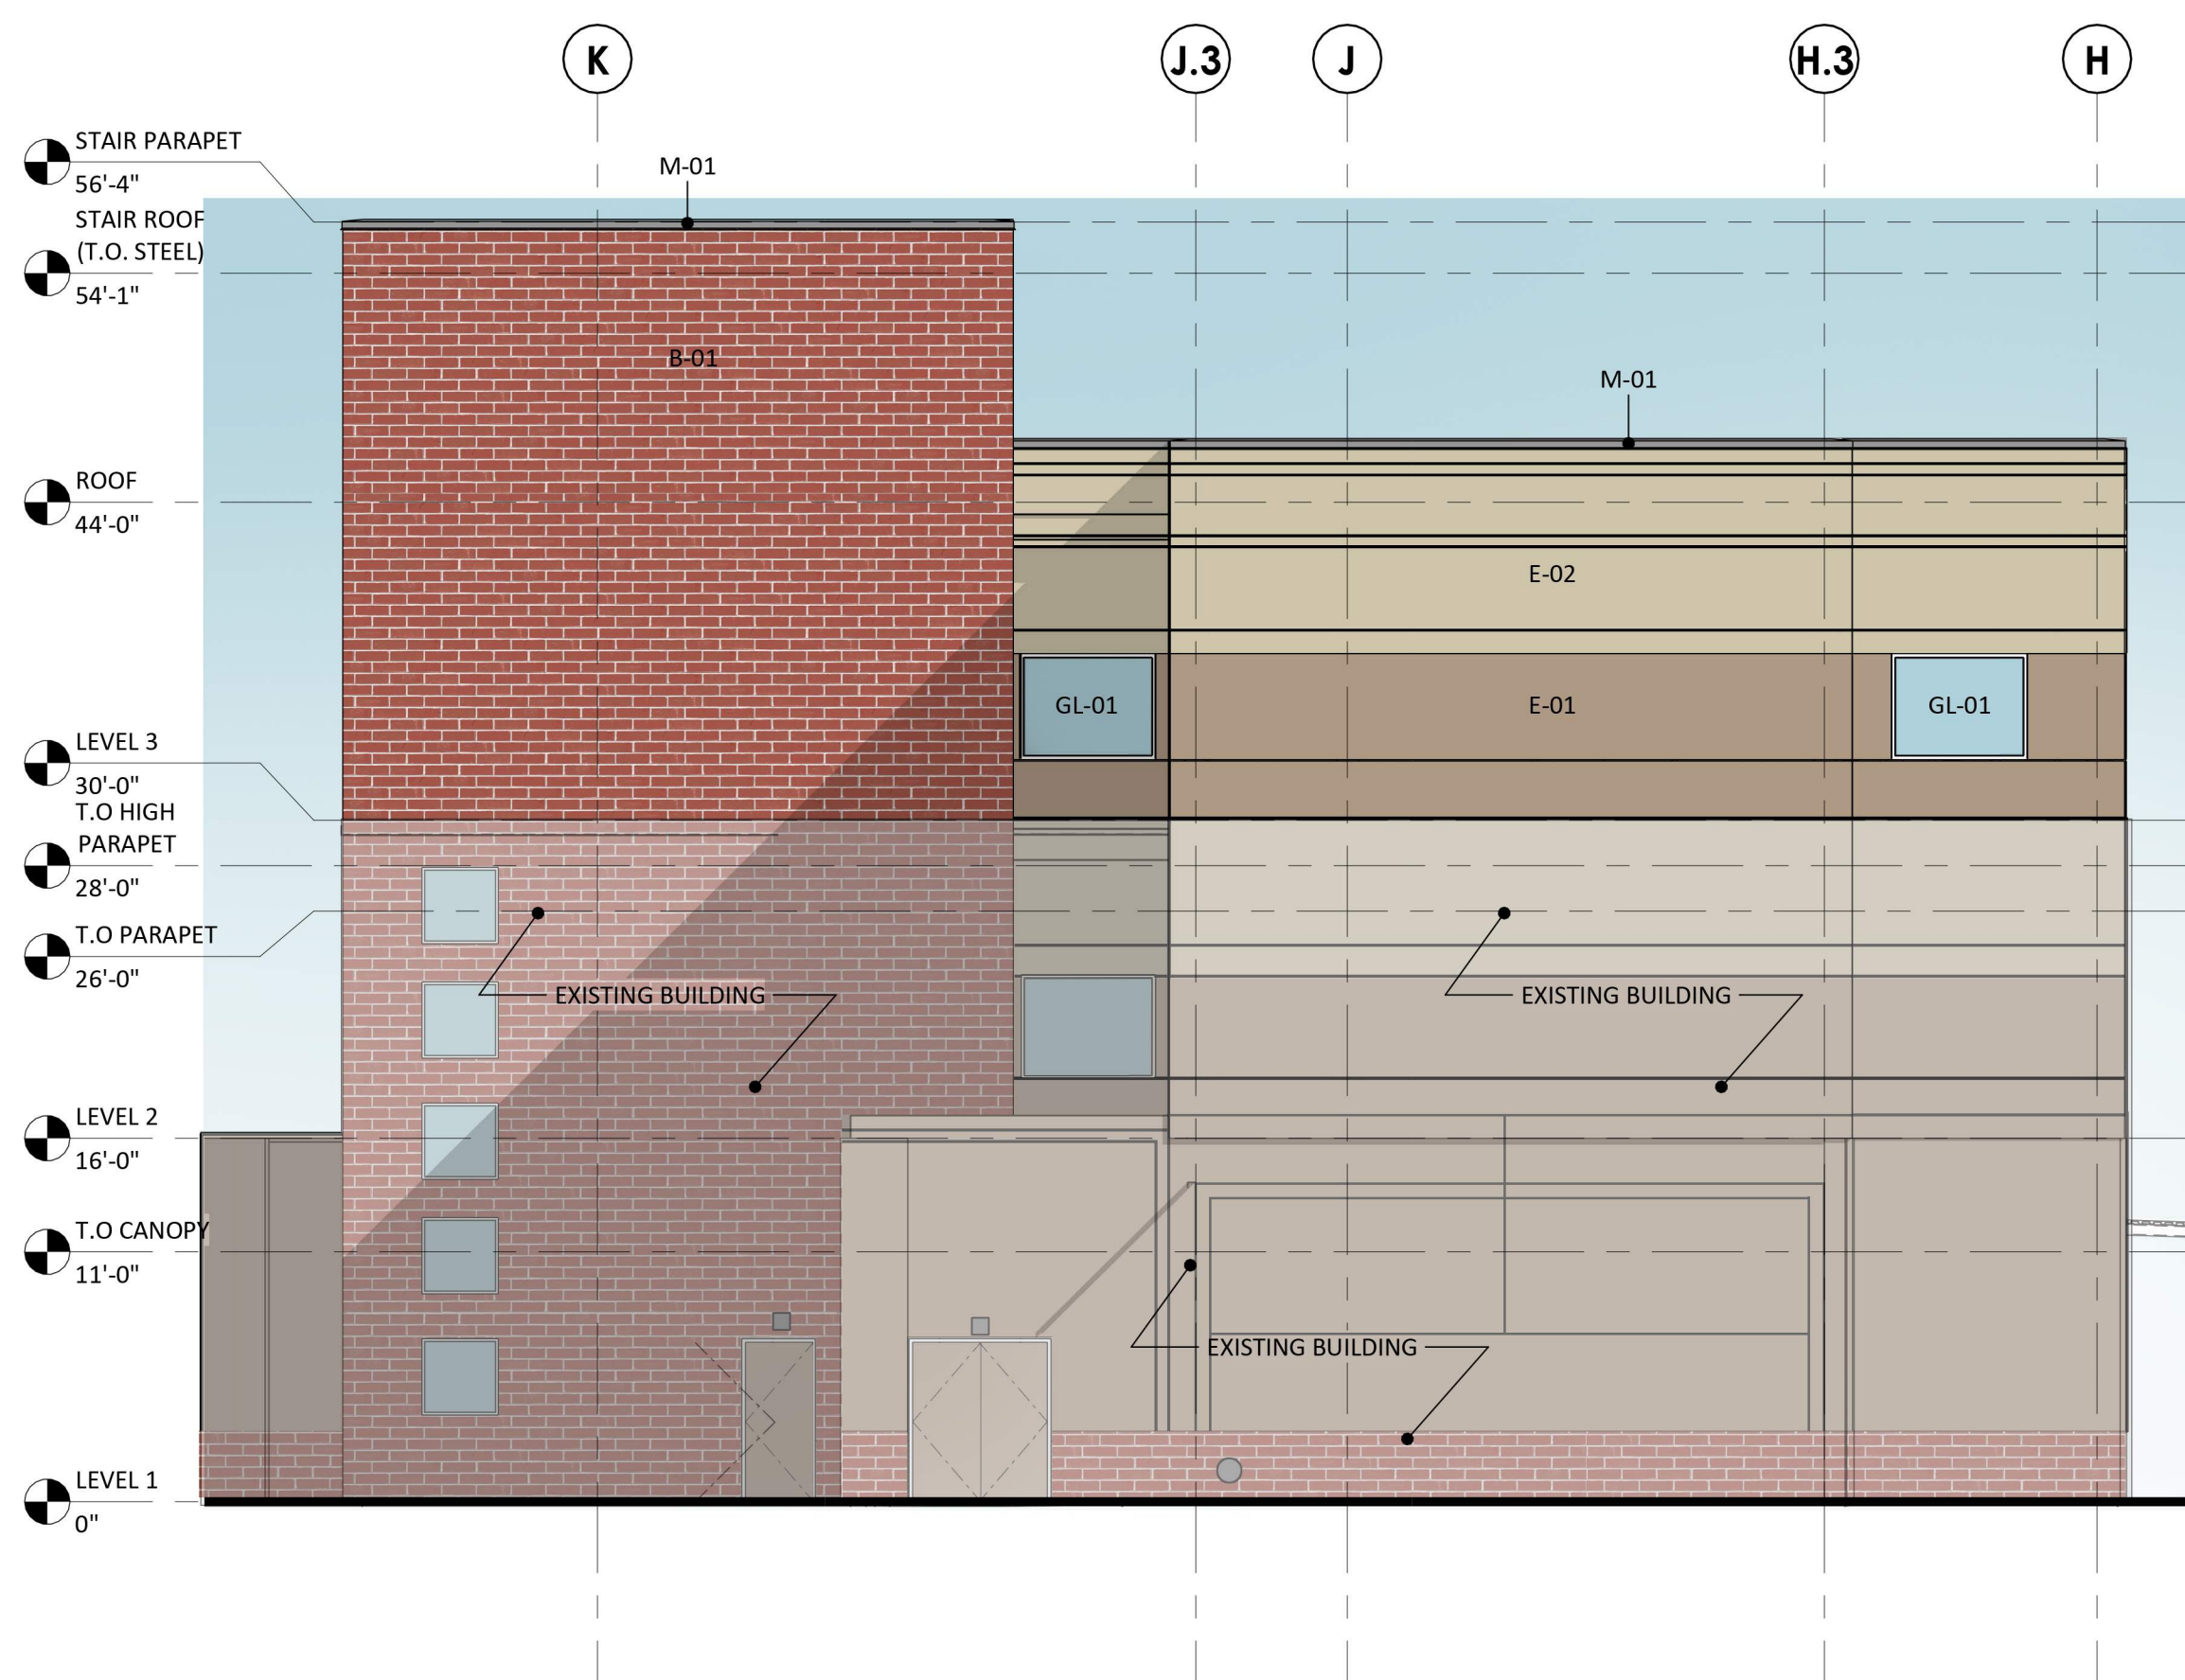 K
J.3
J
H.3
H
STAIR PARAPET
56'-4"
M-01
STAIR ROOF
(T.O. STEEL)
54'-1"
B-01
M-01
ROOF
44'-0"
E-02
GL-01
E-01
GL-01
LEVEL 3
30'-0"
T.O HIGH
PARAPET
28'-0"
T.O PARAPET
26'-0"
EXISTING BUILDING
EXISTING BUILDING
LEVEL 2
16'-0"
T.O CANOPY
11'-0"
EXISTING BUILDING
LEVEL 1
0"